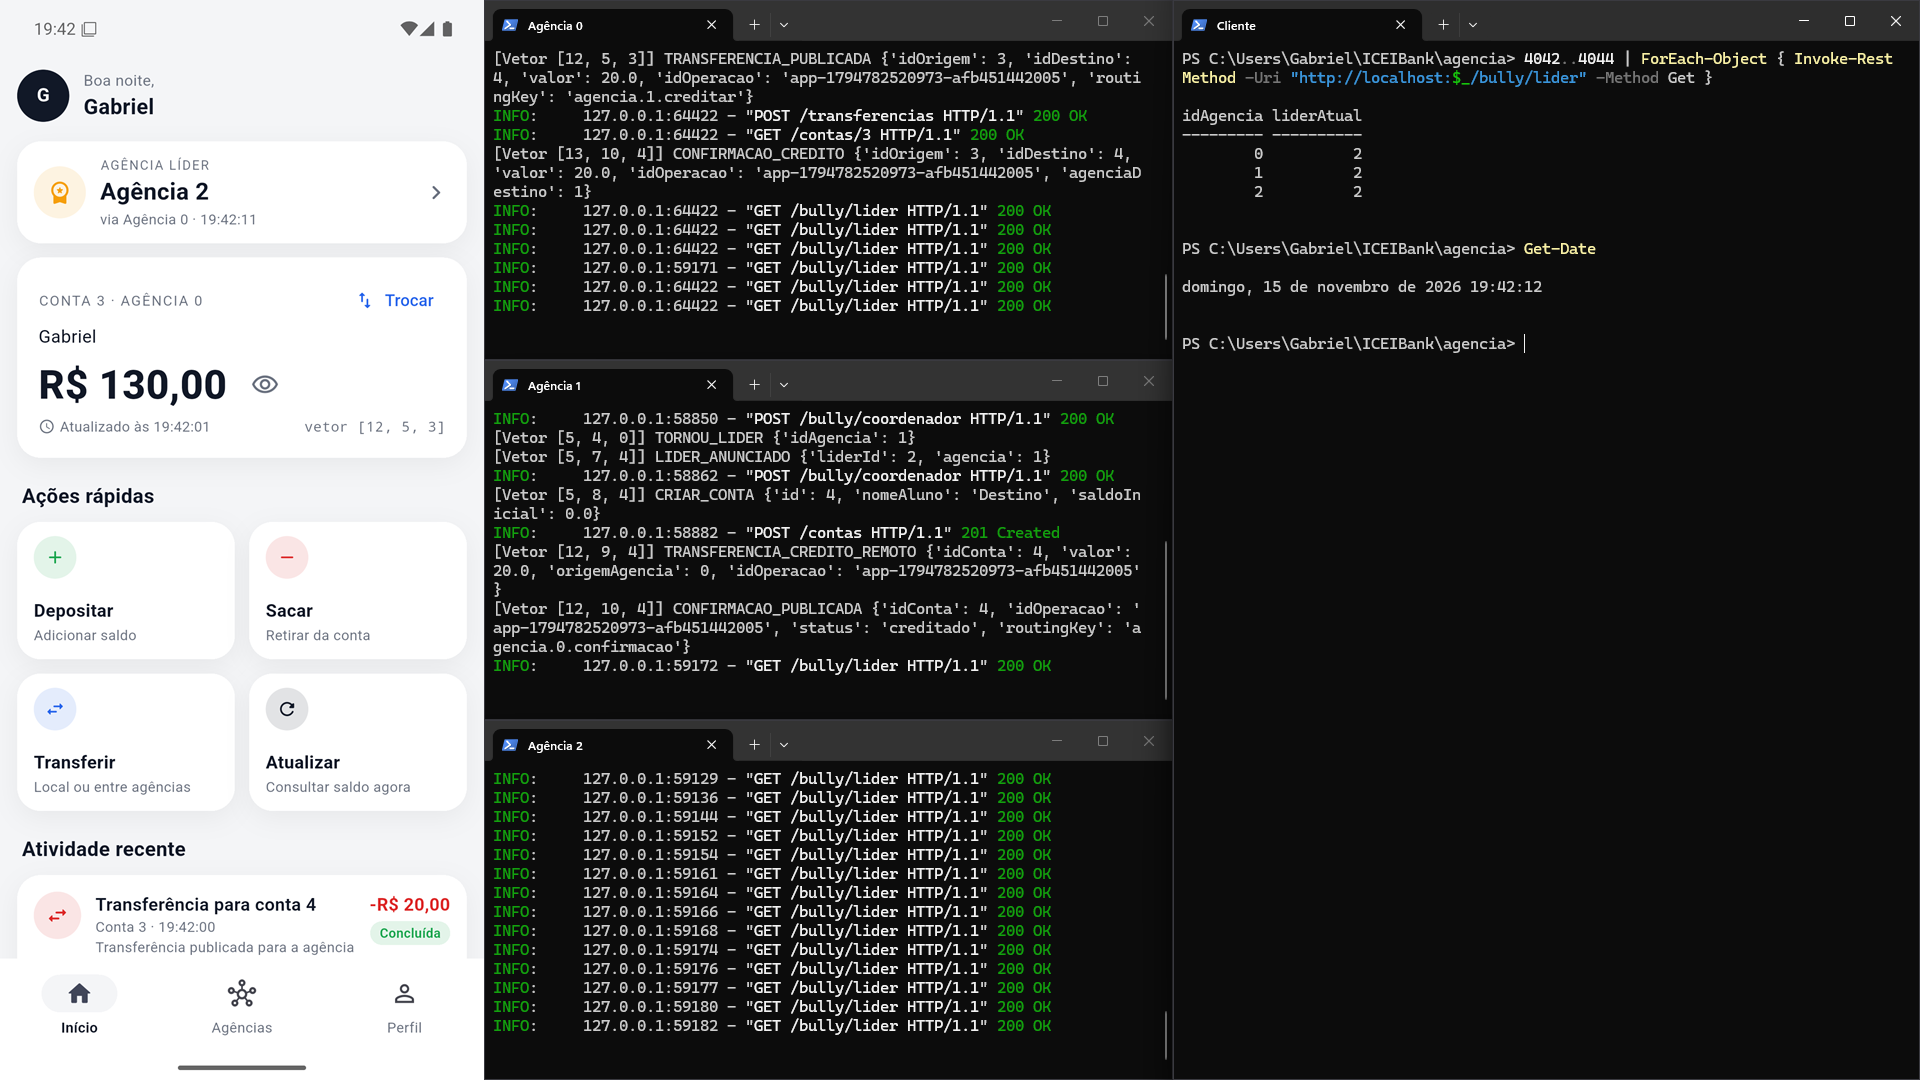 19:42
G
Boa noite,
Gabriel
AGÊNCIA LÍDER
Agência 2
via Agência 0 · 19:42:11
CONTA 3 · AGÊNCIA 0
Trocar
Gabriel
R$ 130,00
Atualizado às 19:42:01
vetor [12, 5, 3]
Ações rápidas
Depositar
Adicionar saldo
Sacar
Retirar da conta
Transferir
Local ou entre agências
Atualizar
Consultar saldo agora
Atividade recente
Transferência para conta 4
-R$ 20,00
Conta 3 · 19:42:00
Concluída
Transferência publicada para a agência
Início
Agências
Perfil
Agência 0
[Vetor [12, 5, 3]] TRANSFERENCIA_PUBLICADA {'idOrigem': 3, 'idDestino':
4, 'valor': 20.0, 'idOperacao': 'app-1794782520973-afb451442005', 'routi
ngKey': 'agencia.1.creditar'}
INFO:     127.0.0.1:64422 - "POST /transferencias HTTP/1.1" 200 OK
INFO:     127.0.0.1:64422 - "GET /contas/3 HTTP/1.1" 200 OK
[Vetor [13, 10, 4]] CONFIRMACAO_CREDITO {'idOrigem': 3, 'idDestino': 4,
'valor': 20.0, 'idOperacao': 'app-1794782520973-afb451442005', 'agenciaD
estino': 1}
INFO:     127.0.0.1:64422 - "GET /bully/lider HTTP/1.1" 200 OK
INFO:     127.0.0.1:64422 - "GET /bully/lider HTTP/1.1" 200 OK
INFO:     127.0.0.1:64422 - "GET /bully/lider HTTP/1.1" 200 OK
INFO:     127.0.0.1:59171 - "GET /bully/lider HTTP/1.1" 200 OK
INFO:     127.0.0.1:64422 - "GET /bully/lider HTTP/1.1" 200 OK
INFO:     127.0.0.1:64422 - "GET /bully/lider HTTP/1.1" 200 OK
Agência 1
INFO:     127.0.0.1:58850 - "POST /bully/coordenador HTTP/1.1" 200 OK
[Vetor [5, 4, 0]] TORNOU_LIDER {'idAgencia': 1}
[Vetor [5, 7, 4]] LIDER_ANUNCIADO {'liderId': 2, 'agencia': 1}
INFO:     127.0.0.1:58862 - "POST /bully/coordenador HTTP/1.1" 200 OK
[Vetor [5, 8, 4]] CRIAR_CONTA {'id': 4, 'nomeAluno': 'Destino', 'saldoIn
icial': 0.0}
INFO:     127.0.0.1:58882 - "POST /contas HTTP/1.1" 201 Created
[Vetor [12, 9, 4]] TRANSFERENCIA_CREDITO_REMOTO {'idConta': 4, 'valor':
20.0, 'origemAgencia': 0, 'idOperacao': 'app-1794782520973-afb451442005'
}
[Vetor [12, 10, 4]] CONFIRMACAO_PUBLICADA {'idConta': 4, 'idOperacao': '
app-1794782520973-afb451442005', 'status': 'creditado', 'routingKey': 'a
gencia.0.confirmacao'}
INFO:     127.0.0.1:59172 - "GET /bully/lider HTTP/1.1" 200 OK
Agência 2
INFO:     127.0.0.1:59129 - "GET /bully/lider HTTP/1.1" 200 OK
INFO:     127.0.0.1:59136 - "GET /bully/lider HTTP/1.1" 200 OK
INFO:     127.0.0.1:59144 - "GET /bully/lider HTTP/1.1" 200 OK
INFO:     127.0.0.1:59152 - "GET /bully/lider HTTP/1.1" 200 OK
INFO:     127.0.0.1:59154 - "GET /bully/lider HTTP/1.1" 200 OK
INFO:     127.0.0.1:59161 - "GET /bully/lider HTTP/1.1" 200 OK
INFO:     127.0.0.1:59164 - "GET /bully/lider HTTP/1.1" 200 OK
INFO:     127.0.0.1:59166 - "GET /bully/lider HTTP/1.1" 200 OK
INFO:     127.0.0.1:59168 - "GET /bully/lider HTTP/1.1" 200 OK
INFO:     127.0.0.1:59174 - "GET /bully/lider HTTP/1.1" 200 OK
INFO:     127.0.0.1:59176 - "GET /bully/lider HTTP/1.1" 200 OK
INFO:     127.0.0.1:59177 - "GET /bully/lider HTTP/1.1" 200 OK
INFO:     127.0.0.1:59180 - "GET /bully/lider HTTP/1.1" 200 OK
INFO:     127.0.0.1:59182 - "GET /bully/lider HTTP/1.1" 200 OK
Cliente
PS C:\Users\Gabriel\ICEIBank\agencia> 4042..4044 | ForEach-Object { Invoke-Rest
Method -Uri "http://localhost:$_/bully/lider" -Method Get }
idAgencia liderAtual
--------- ----------
        0          2
        1          2
        2          2
PS C:\Users\Gabriel\ICEIBank\agencia> Get-Date
domingo, 15 de novembro de 2026 19:42:12
PS C:\Users\Gabriel\ICEIBank\agencia>